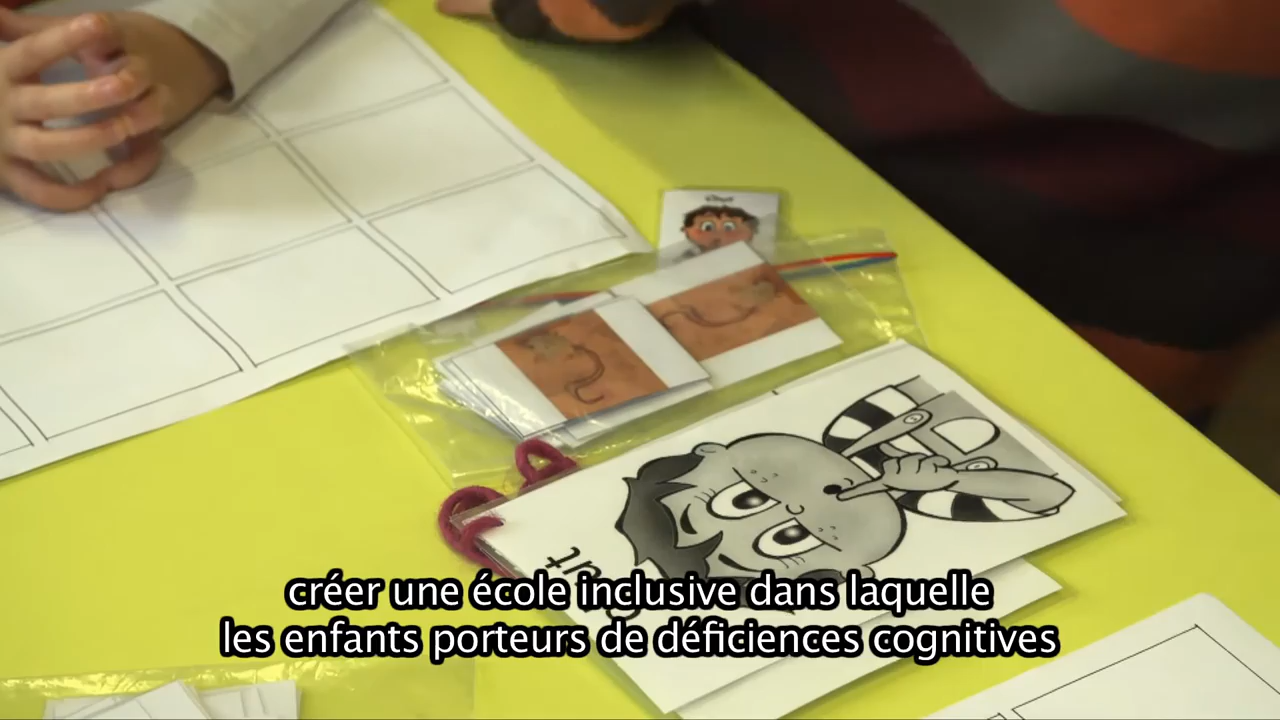 créer une école inclusive dans laquelle
les enfants porteurs de déficiences cognitives